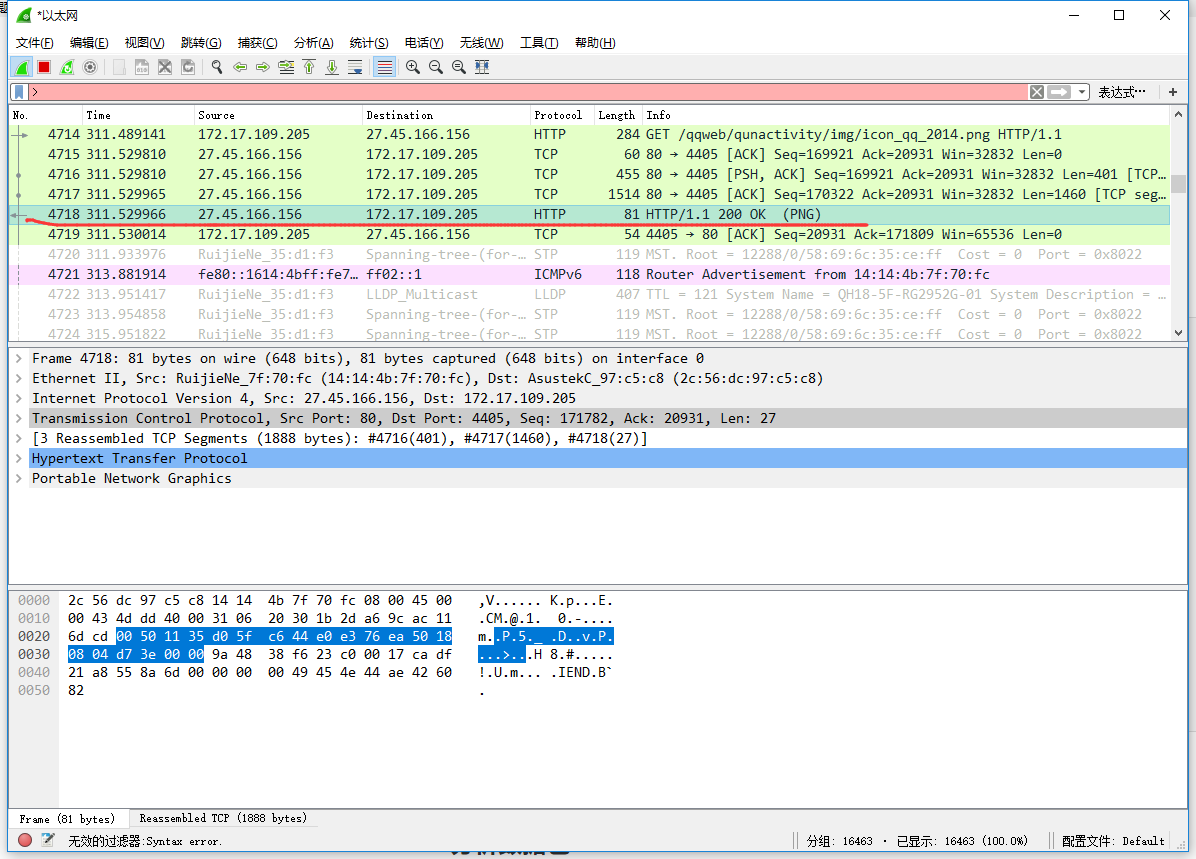 *以太网
文件(F) 编辑(E) 视图(V) 跳转(G) 捕获(C) 分析(A) 统计(S) 电话(Y) 无线(W) 工具(T) 帮助(H)
> 表达式… +
No. Time Source Destination Protocol Length Info
4714 311.489141 172.17.109.205 27.45.166.156 HTTP 284 GET /qqweb/qunactivity/img/icon_qq_2014.png HTTP/1.1
4715 311.529810 27.45.166.156 172.17.109.205 TCP 60 80 → 4405 [ACK] Seq=169921 Ack=20931 Win=32832 Len=0
4716 311.529810 27.45.166.156 172.17.109.205 TCP 455 80 → 4405 [PSH, ACK] Seq=169921 Ack=20931 Win=32832 Len=401 [TCP…
4717 311.529965 27.45.166.156 172.17.109.205 TCP 1514 80 → 4405 [ACK] Seq=170322 Ack=20931 Win=32832 Len=1460 [TCP seg…
4718 311.529966 27.45.166.156 172.17.109.205 HTTP 81 HTTP/1.1 200 OK (PNG)
4719 311.530014 172.17.109.205 27.45.166.156 TCP 54 4405 → 80 [ACK] Seq=20931 Ack=171809 Win=65536 Len=0
4720 311.933976 RuijieNe_35:d1:f3 Spanning-tree-(for-… STP 119 MST. Root = 12288/0/58:69:6c:35:ce:ff Cost = 0 Port = 0x8022
4721 313.881914 fe80::1614:4bff:fe7… ff02::1 ICMPv6 118 Router Advertisement from 14:14:4b:7f:70:fc
4722 313.951417 RuijieNe_35:d1:f3 LLDP_Multicast LLDP 407 TTL = 121 System Name = QH18-5F-RG2952G-01 System Description = …
4723 313.954858 RuijieNe_35:d1:f3 Spanning-tree-(for-… STP 119 MST. Root = 12288/0/58:69:6c:35:ce:ff Cost = 0 Port = 0x8022
4724 315.951822 RuijieNe_35:d1:f3 Spanning-tree-(for-… STP 119 MST. Root = 12288/0/58:69:6c:35:ce:ff Cost = 0 Port = 0x8022
Frame 4718: 81 bytes on wire (648 bits), 81 bytes captured (648 bits) on interface 0
Ethernet II, Src: RuijieNe_7f:70:fc (14:14:4b:7f:70:fc), Dst: AsustekC_97:c5:c8 (2c:56:dc:97:c5:c8)
Internet Protocol Version 4, Src: 27.45.166.156, Dst: 172.17.109.205
Transmission Control Protocol, Src Port: 80, Dst Port: 4405, Seq: 171782, Ack: 20931, Len: 27
[3 Reassembled TCP Segments (1888 bytes): #4716(401), #4717(1460), #4718(27)]
Hypertext Transfer Protocol
Portable Network Graphics
0000 2c 56 dc 97 c5 c8 14 14 4b 7f 70 fc 08 00 45 00 ,V...... K.p...E.
0010 00 43 4d dd 40 00 31 06 20 30 1b 2d a6 9c ac 11 .CM.@.1. 0.-....
0020 6d cd 00 50 11 35 d0 5f c6 44 e0 e3 76 ea 50 18 m..P.5._ .D..v.P.
0030 08 04 d7 3e 00 00 9a 48 38 f6 23 c0 00 17 ca df ...>...H 8.#.....
0040 21 a8 55 8a 6d 00 00 00 00 49 45 4e 44 ae 42 60 !.U.m... .IEND.B`
0050 82 .
Frame (81 bytes) Reassembled TCP (1888 bytes)
无效的过滤器:Syntax error. 分组: 16463 · 已显示: 16463 (100.0%) 配置文件: Default